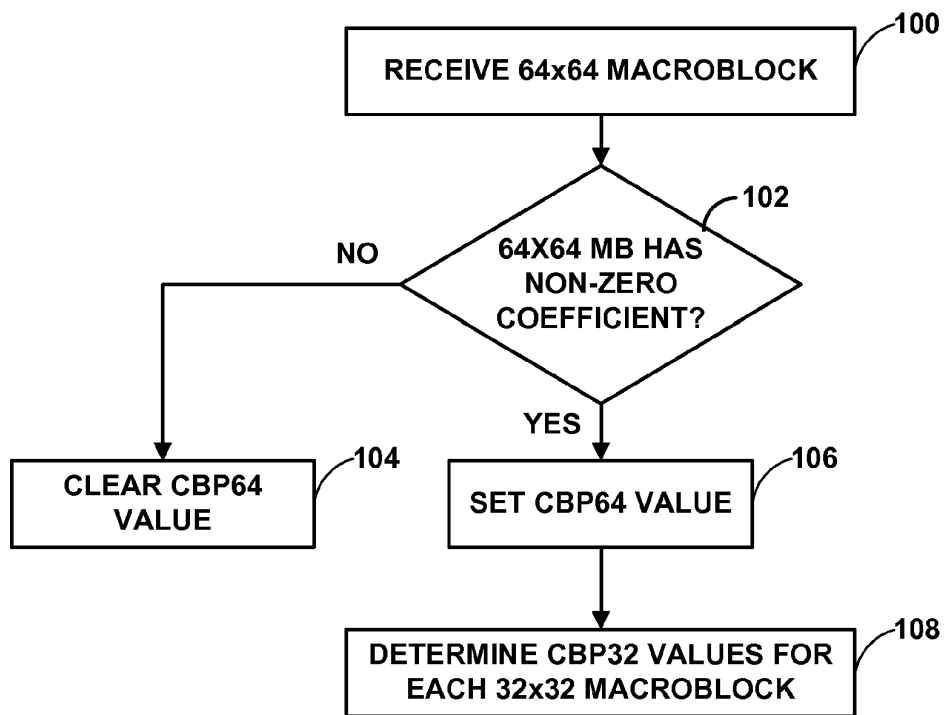 100
RECEIVE 64x64 MACROBLOCK
102
64X64 MB HAS
NON-ZERO
COEFFICIENT?
NO
YES
104
CLEAR CBP64
VALUE
106
SET CBP64 VALUE
108
DETERMINE CBP32 VALUES FOR
EACH 32x32 MACROBLOCK